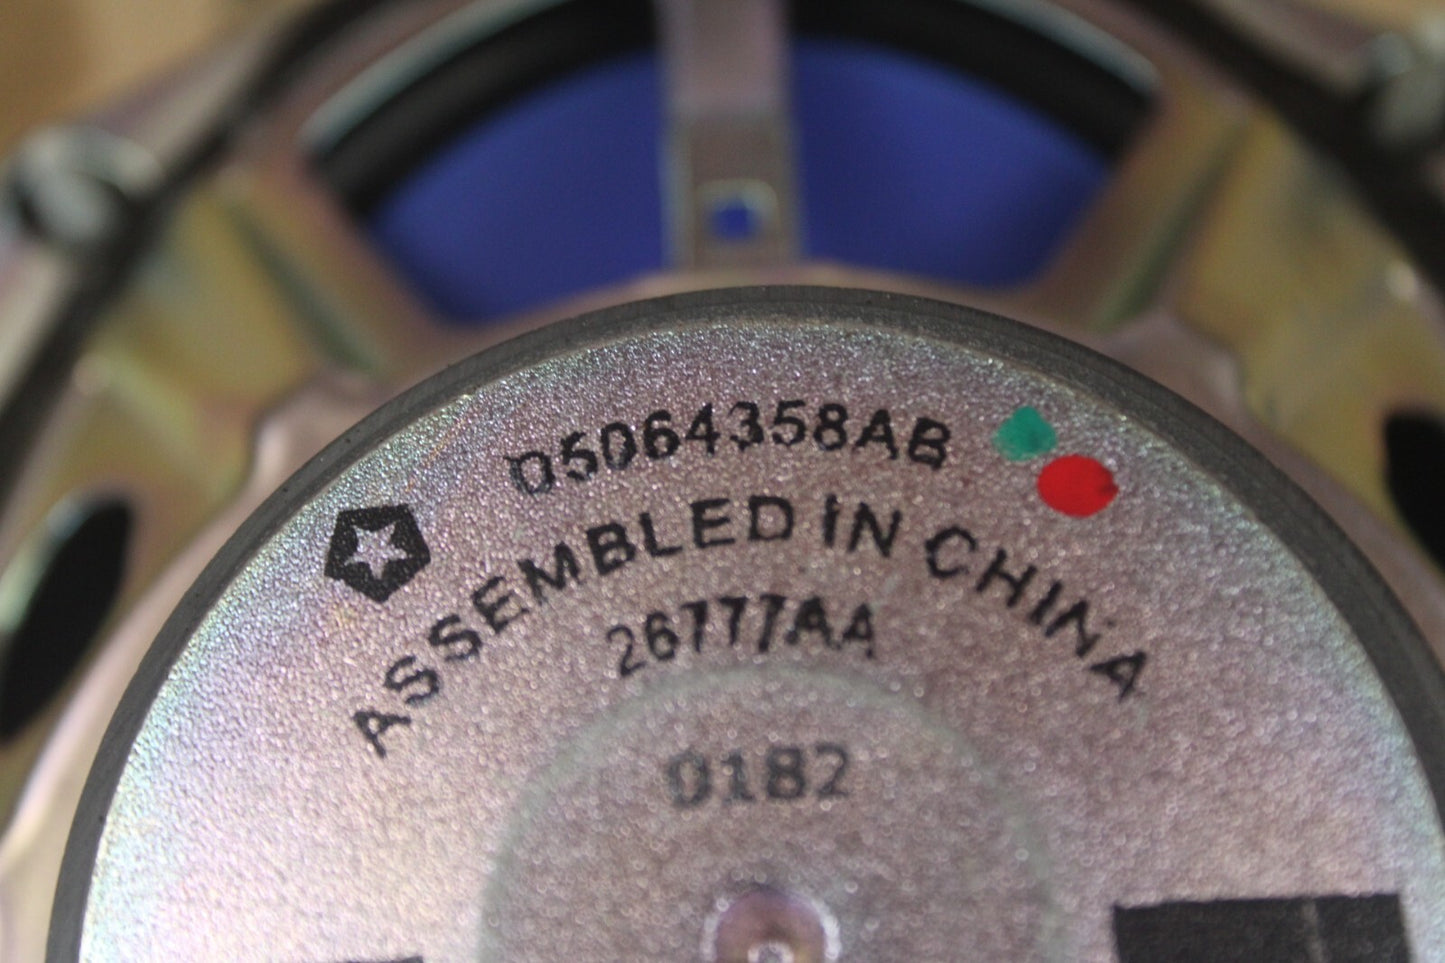 05064358AB
ASSEMBLED IN CHINA
26777AA
0182